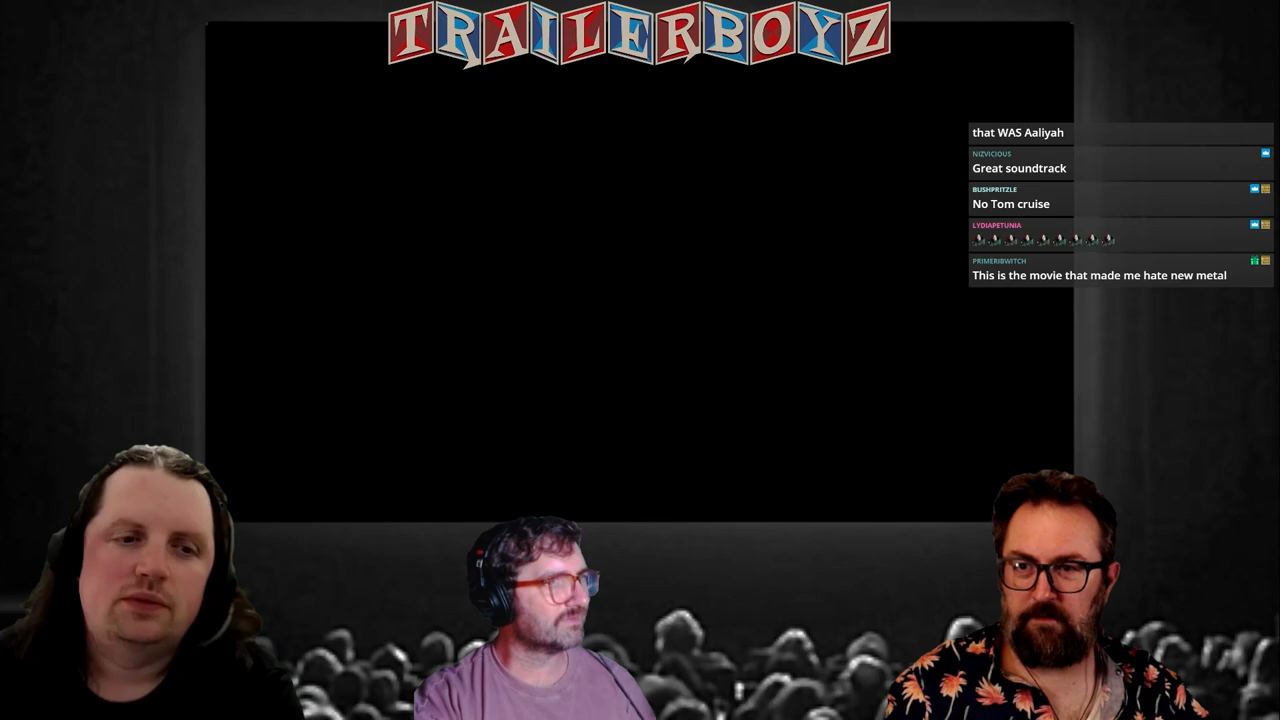 TRAILERBOYZ
that WAS Aaliyah
NIZVICIOUS
Great soundtrack
BUSHPRITZLE
No Tom cruise
LYDIAPETUNIA
PRIMERIBWITCH
This is the movie that made me hate new metal